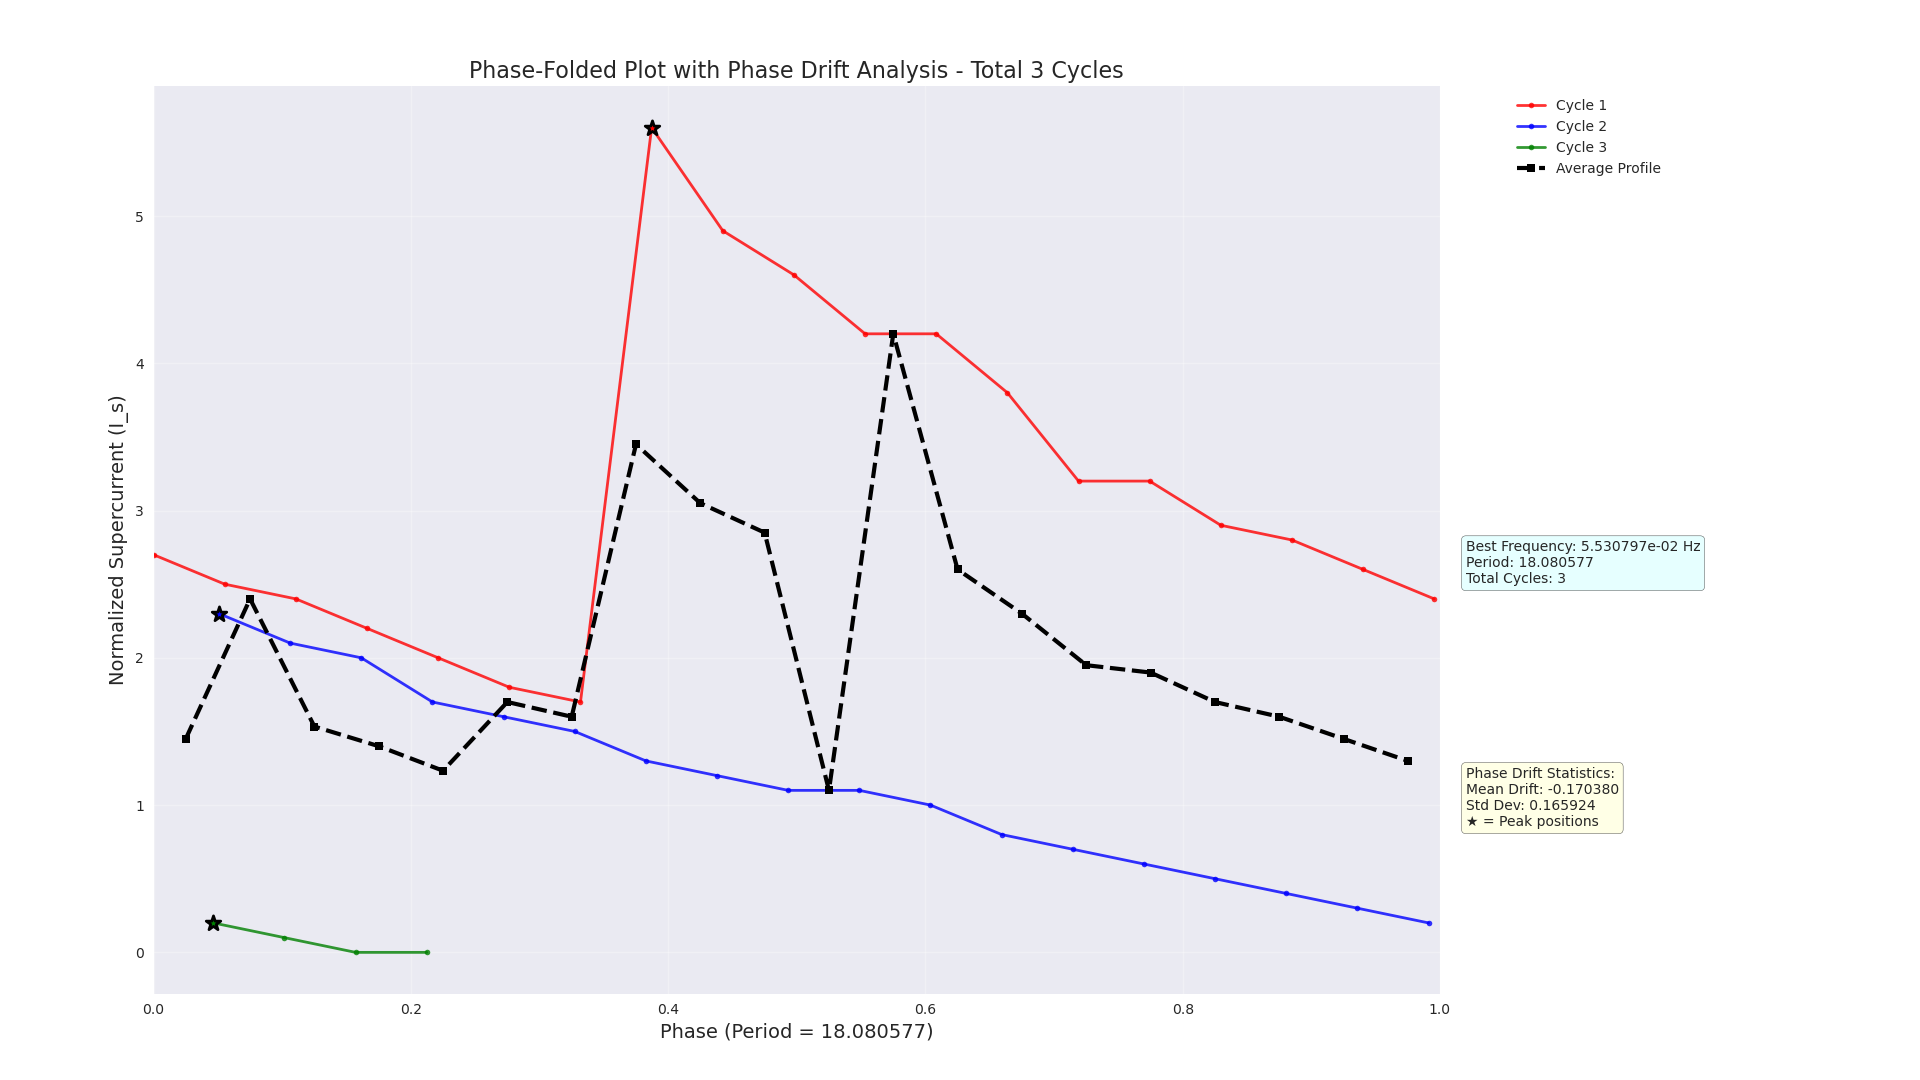 Phase-Folded Plot with Phase Drift Analysis - Total 3 Cycles
Cycle 1
Cycle 2
Cycle 3
Average Profile
Normalized Supercurrent (I_s)
5
4
3
2
1
0
0.0
0.2
0.4
0.6
0.8
1.0
Phase (Period = 18.080577)
Best Frequency: 5.530797e-02 Hz
Period: 18.080577
Total Cycles: 3
Phase Drift Statistics:
Mean Drift: -0.170380
Std Dev: 0.165924
★ = Peak positions